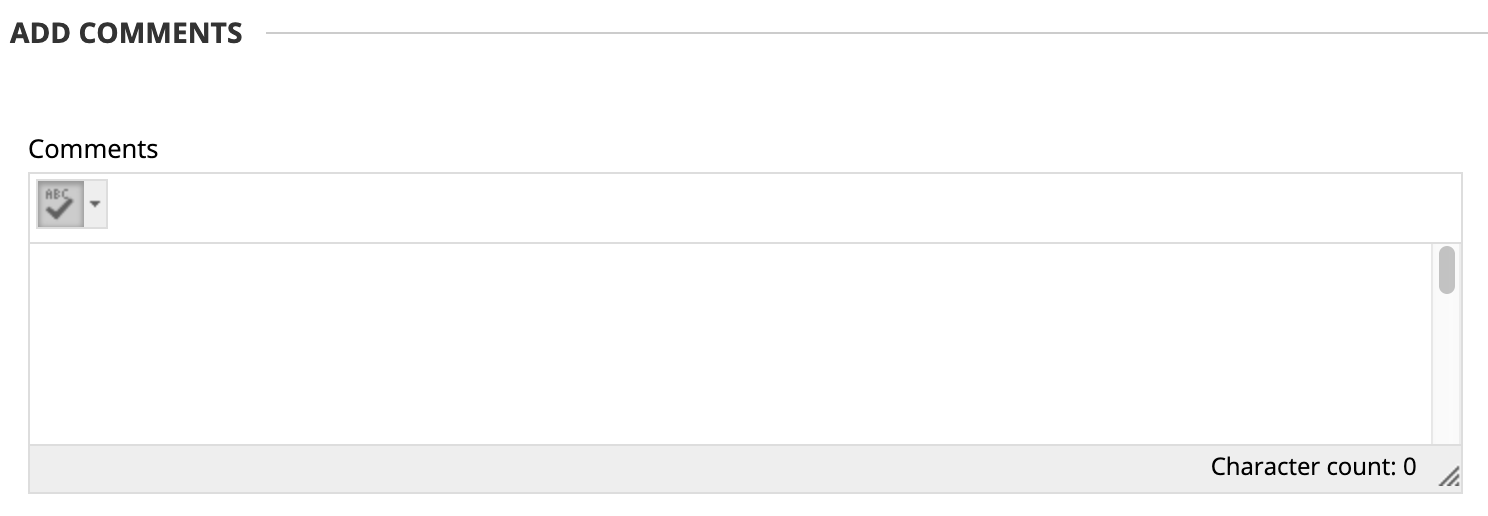 ADD COMMENTS
Comments
ABC
Character count: 0